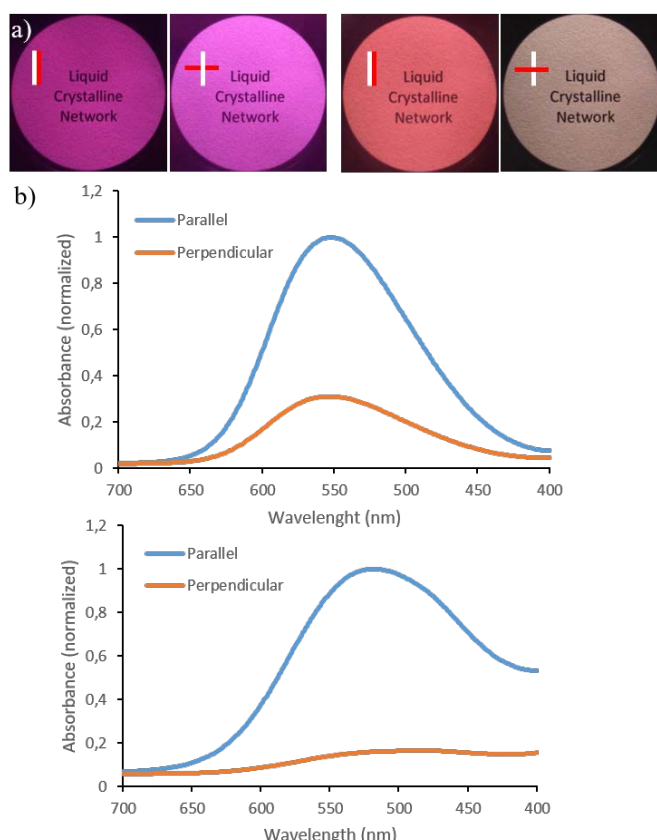 a)
Liquid
Crystalline
Network
Liquid
Crystalline
Network
Liquid
Crystalline
Network
Liquid
Crystalline
Network
b)
1,2
1
0,8
0,6
0,4
0,2
0
Absorbance (normalized)
Parallel
Perpendicular
700
650
600
550
500
450
400
Wavelenght (nm)
1,2
1
0,8
0,6
0,4
0,2
0
Absorbance (normalized)
Parallel
Perpendicular
700
650
600
550
500
450
400
Wavelenght (nm)